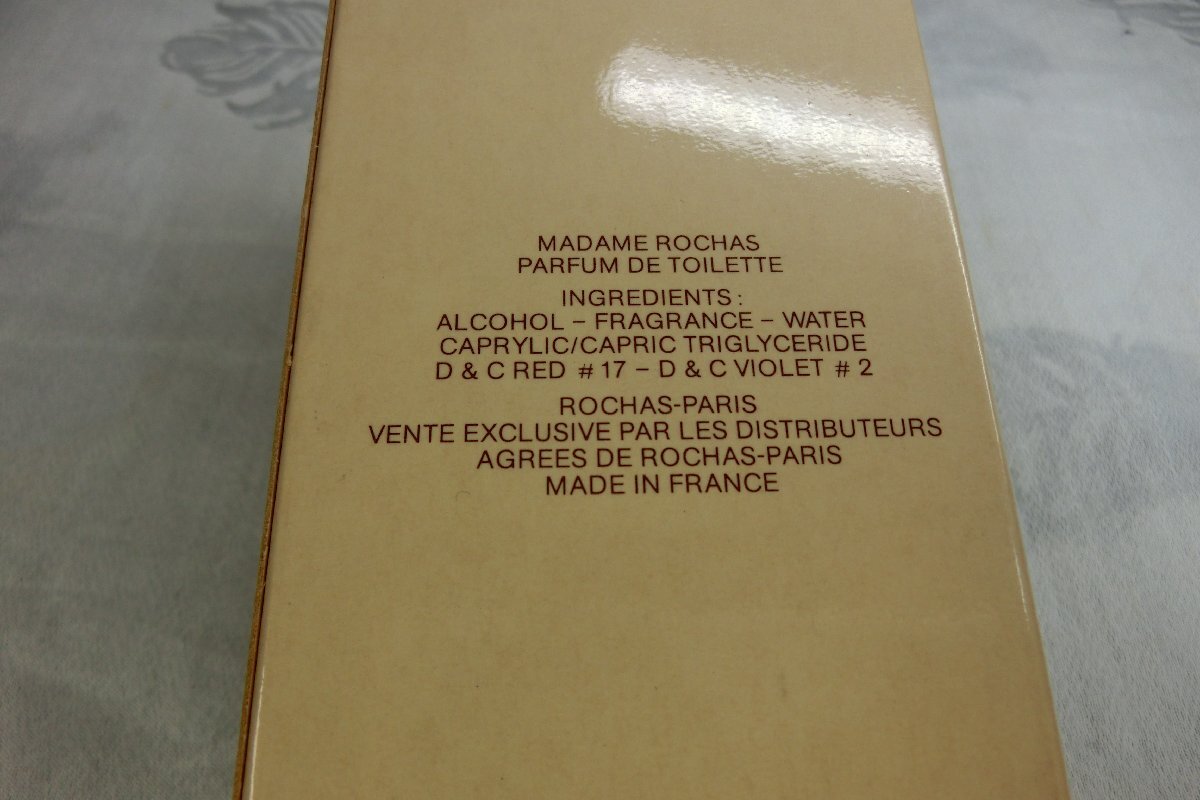 MADAME ROCHAS
PARFUM DE TOILETTE
INGREDIENTS :
ALCOHOL – FRAGRANCE – WATER
CAPRYLIC/CAPRIC TRIGLYCERIDE
D & C RED # 17 – D & C VIOLET # 2
ROCHAS-PARIS
VENTE EXCLUSIVE PAR LES DISTRIBUTEURS
AGREES DE ROCHAS-PARIS
MADE IN FRANCE